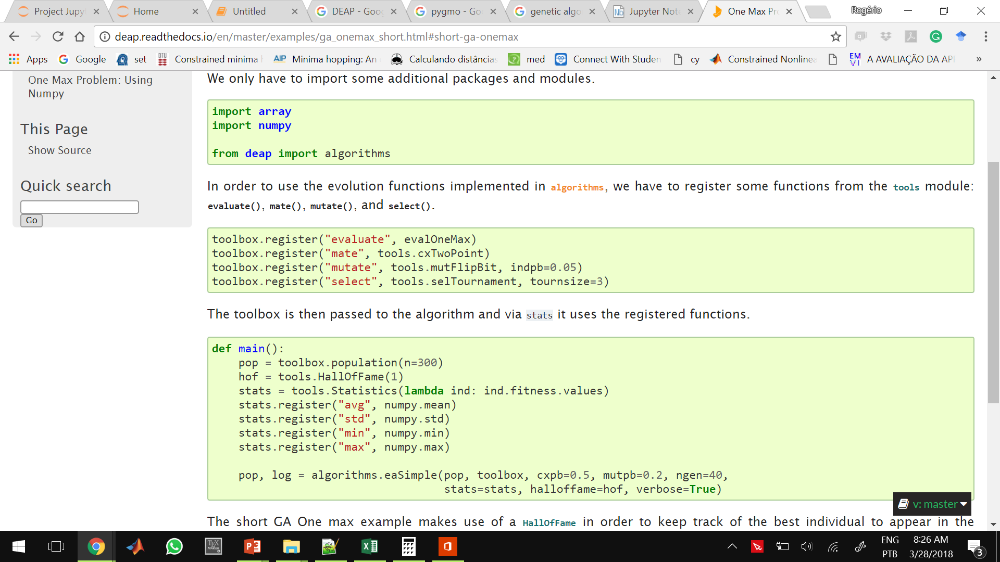 Project Jupy
Home
Untitled
DEAP - Goo
pygmo - Go
genetic algo
Jupyter Note
One Max Pr
Rogério
deap.readthedocs.io/en/master/examples/ga_onemax_short.html#short-ga-onemax
Apps
Google
set
DTU
Constrained minima
AIP
Minima hopping: An
Calculando distâncias
med
Connect With Studen
cy
Constrained Nonlinea
A AVALIAÇÃO DA APR
»
One Max Problem: Using
Numpy
This Page
Show Source
Quick search
Go
We only have to import some additional packages and modules.
import array
import numpy
from deap import algorithms
In order to use the evolution functions implemented in algorithms, we have to register some functions from the tools module:
evaluate(), mate(), mutate(), and select().
toolbox.register("evaluate", evalOneMax)
toolbox.register("mate", tools.cxTwoPoint)
toolbox.register("mutate", tools.mutFlipBit, indpb=0.05)
toolbox.register("select", tools.selTournament, tournsize=3)
The toolbox is then passed to the algorithm and via stats it uses the registered functions.
def main():
    pop = toolbox.population(n=300)
    hof = tools.HallOfFame(1)
    stats = tools.Statistics(lambda ind: ind.fitness.values)
    stats.register("avg", numpy.mean)
    stats.register("std", numpy.std)
    stats.register("min", numpy.min)
    stats.register("max", numpy.max)
    pop, log = algorithms.eaSimple(pop, toolbox, cxpb=0.5, mutpb=0.2, ngen=40,
                                   stats=stats, halloffame=hof, verbose=True)
v: master
The short GA One max example makes use of a HallOfFame in order to keep track of the best individual to appear in the
TEX
MAKER
ENG
PTB
8:26 AM
3/28/2018
3